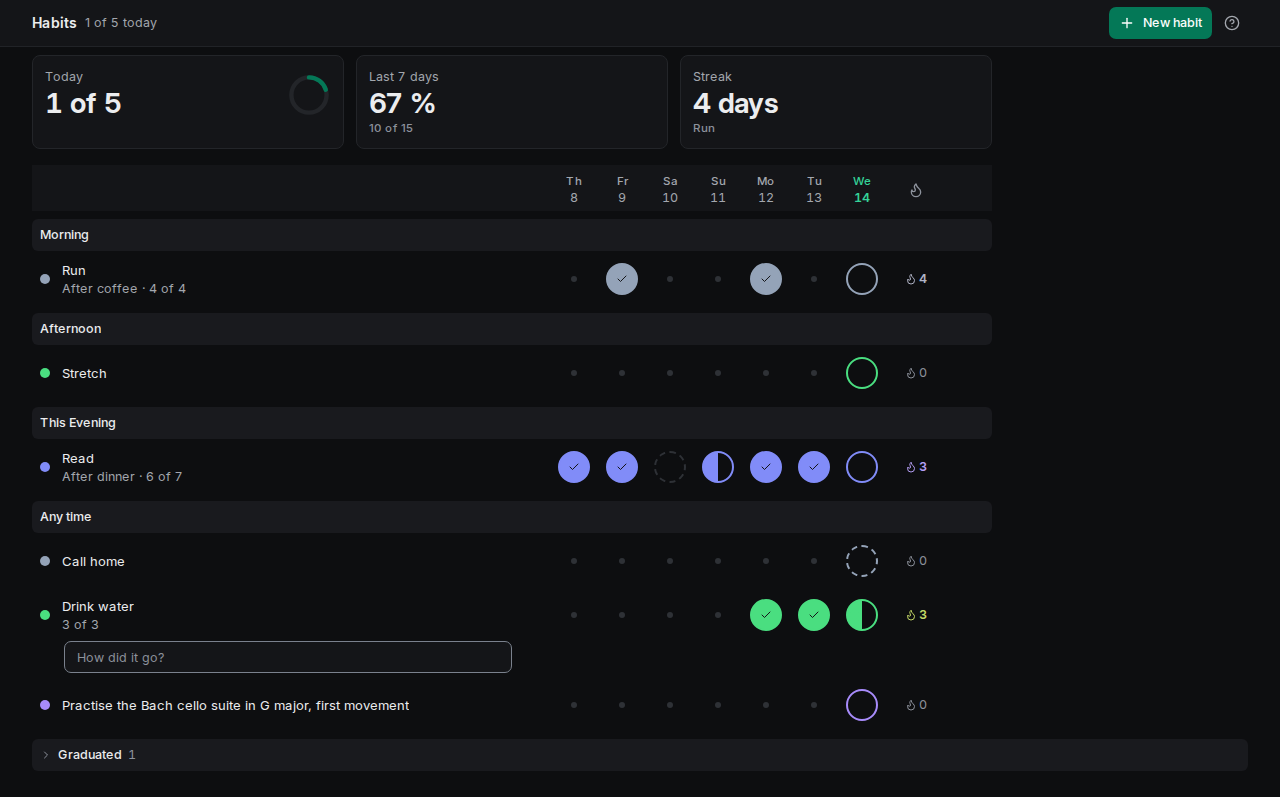 Habits 1 of 5 today
New habit
Today
1 of 5
Last 7 days
67 %
10 of 15
Streak
4 days
Run
Th Fr Sa Su Mo Tu We
8 9 10 11 12 13 14
Morning
Run
After coffee · 4 of 4
4
Afternoon
Stretch
0
This Evening
Read
After dinner · 6 of 7
3
Any time
Call home
0
Drink water
3 of 3
3
How did it go?
Practise the Bach cello suite in G major, first movement
0
Graduated 1